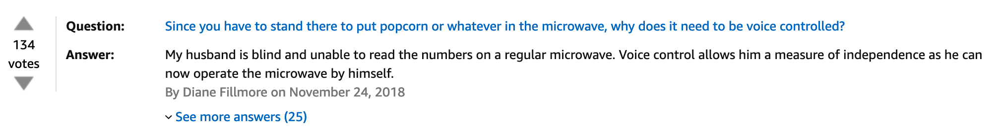 134
votes
Question: Since you have to stand there to put popcorn or whatever in the microwave, why does it need to be voice controlled?
Answer: My husband is blind and unable to read the numbers on a regular microwave. Voice control allows him a measure of independence as he can
now operate the microwave by himself.
By Diane Fillmore on November 24, 2018
See more answers (25)